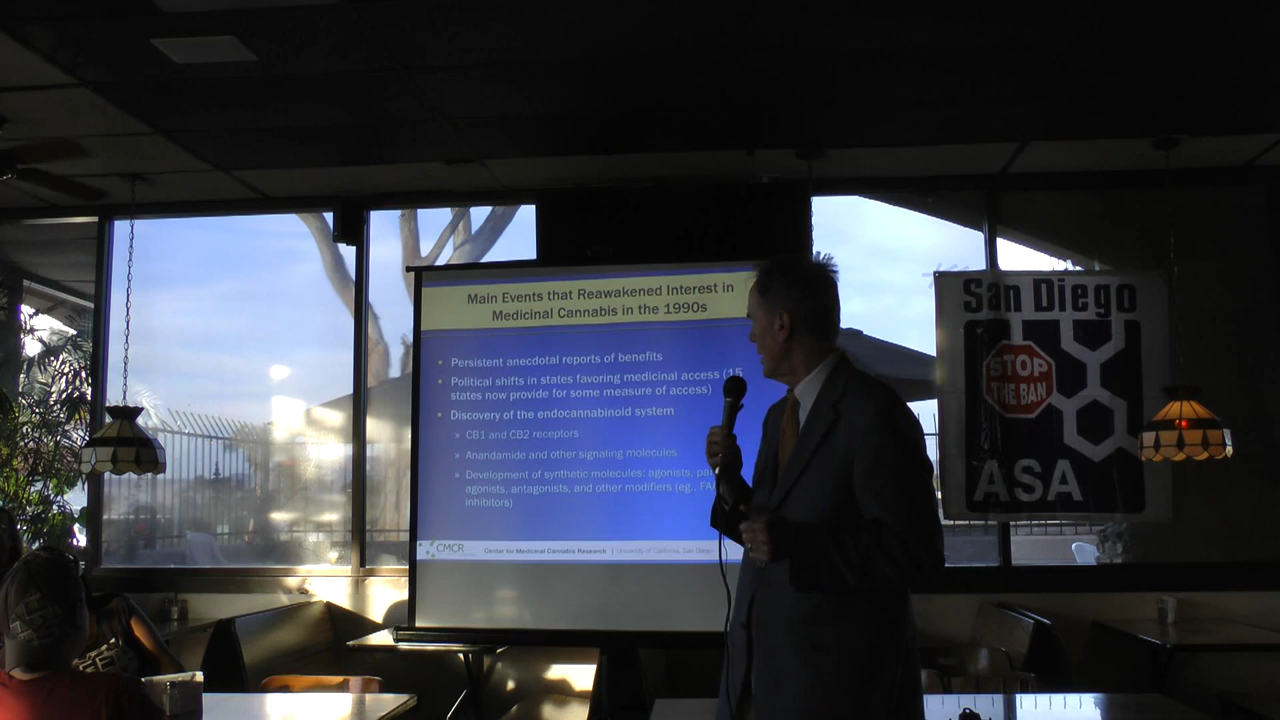 Main Events that Reawakened Interest in
Medicinal Cannabis in the 1990s
• Persistent anecdotal reports of benefits
• Political shifts in states favoring medicinal access (15
states now provide for some measure of access)
• Discovery of the endocannabinoid system
» CB1 and CB2 receptors
» Anandamide and other signaling molecules
» Development of synthetic molecules: agonists,
agonists, antagonists, and other modifiers (eg.,
inhibitors)
CMCR
Center for Medicinal Cannabis Research | University of California, San Diego
San Diego
STOP
THE BAN
ASA